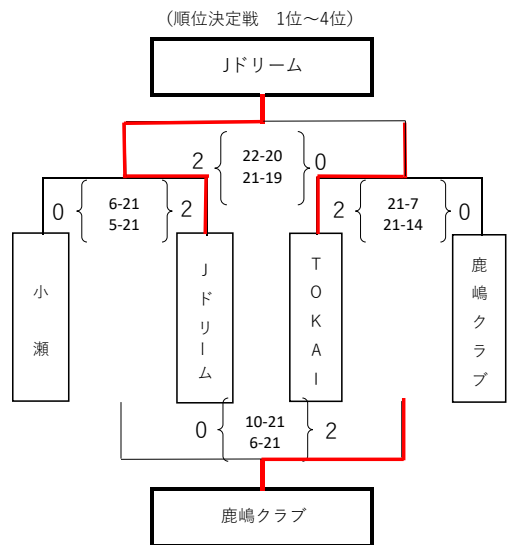 （順位決定戦　1位～4位）
Jドリーム
2 22-20 0
21-19
0 6-21 2
5-21
2 21-7 0
21-14
小瀬
Jドリーム
TOKAI
鹿嶋クラブ
0 10-21 2
6-21
鹿嶋クラブ